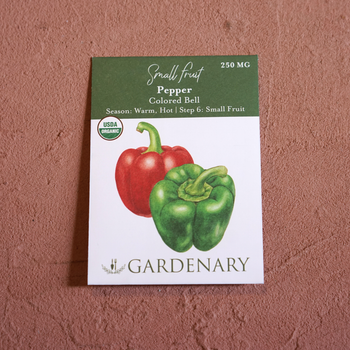 Small Fruit
250 MG
Pepper
Colored Bell
Season: Warm, Hot | Step 6: Small Fruit
USDA
ORGANIC
GARDENARY